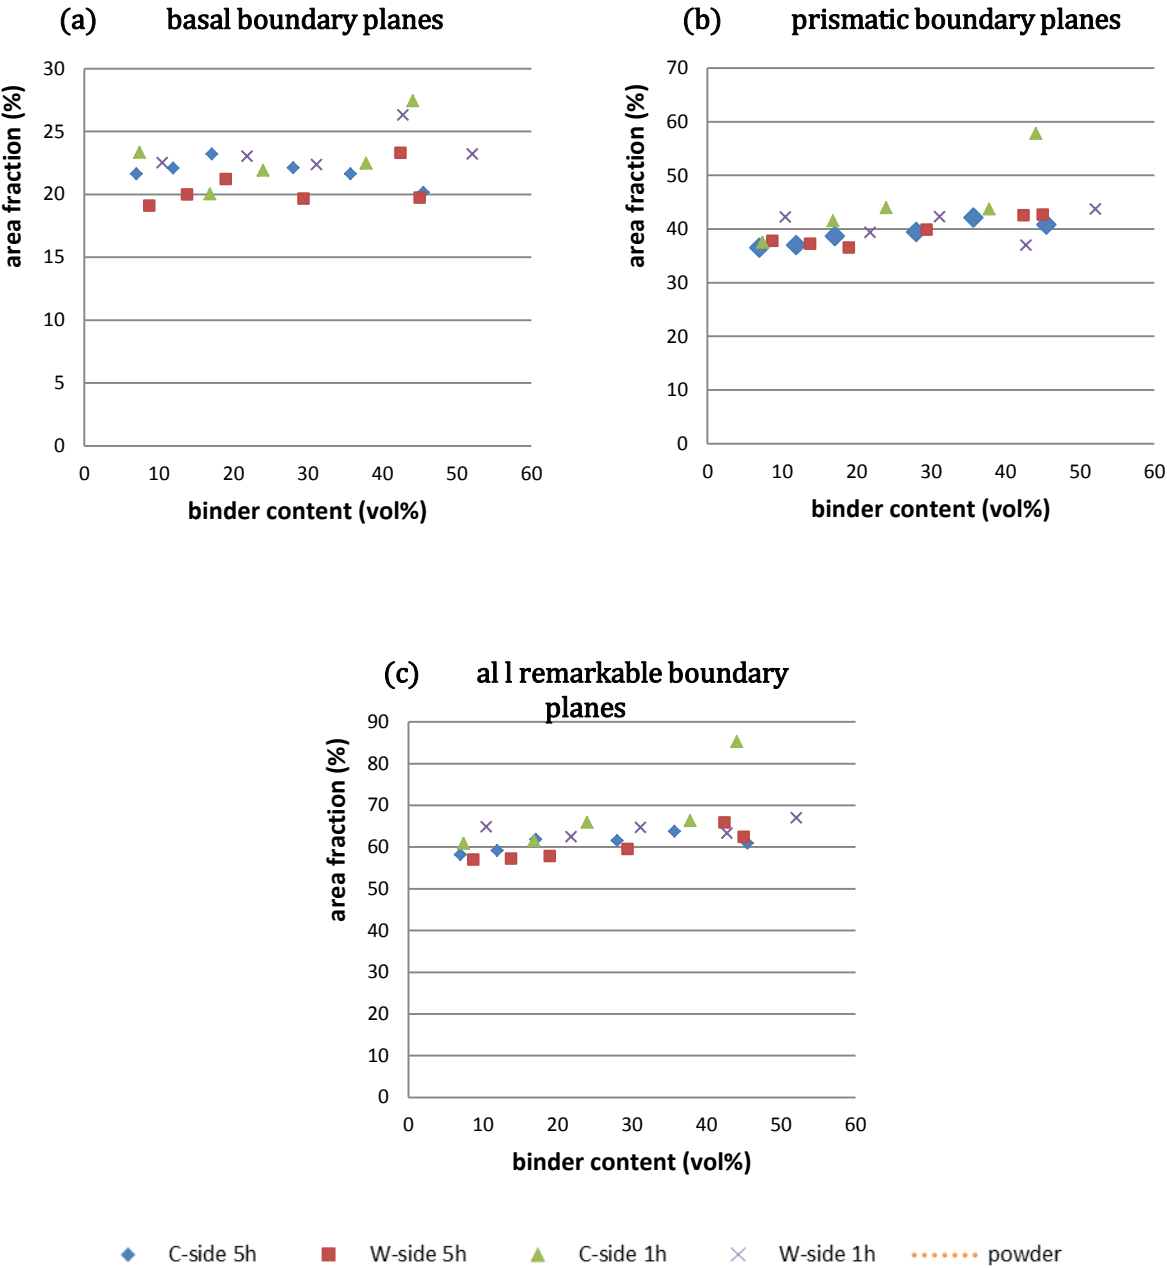 (a) basal boundary planes
30
25
20
15
10
5
0
area fraction (%)
0 10 20 30 40 50 60
binder content (vol%)
(b) prismatic boundary planes
70
60
50
40
30
20
10
0
area fraction (%)
0 10 20 30 40 50 60
binder content (vol%)
(c) al l remarkable boundary
planes
90
80
70
60
50
40
30
20
10
0
area fraction (%)
0 10 20 30 40 50 60
binder content (vol%)
C-side 5h W-side 5h C-side 1h W-side 1h powder